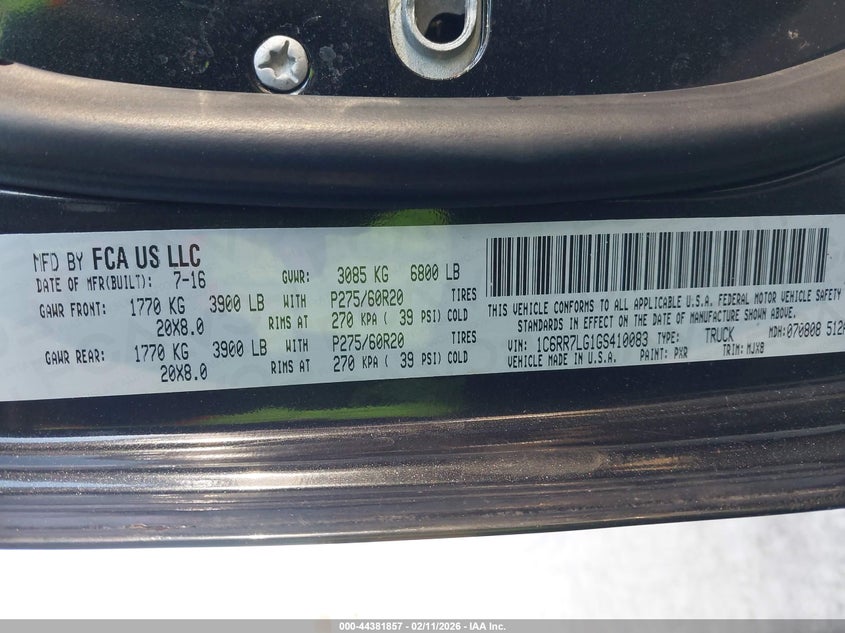 MFD BY FCA US LLC
DATE OF MFR(BUILT): 7-16 GVWR: 3085 KG 6800 LB
GAWR FRONT: 1770 KG 3900 LB WITH P275/60R20 TIRES
20X8.0 RIMS AT 270 KPA ( 39 PSI) COLD
GAWR REAR: 1770 KG 3900 LB WITH P275/60R20 TIRES
20X8.0 RIMS AT 270 KPA ( 39 PSI) COLD
THIS VEHICLE CONFORMS TO ALL APPLICABLE U.S.A. FEDERAL MOTOR VEHICLE SAFETY
STANDARDS IN EFFECT ON THE DATE OF MANUFACTURE SHOWN ABOVE.
VIN: 1C6RR7LG1GS410083 TYPE: TRUCK MDH: 070808 512A
VEHICLE MADE IN U.S.A. PAINT: PXR TRIM: MJX8
000-44381857 - 02/11/2026 - IAA Inc.